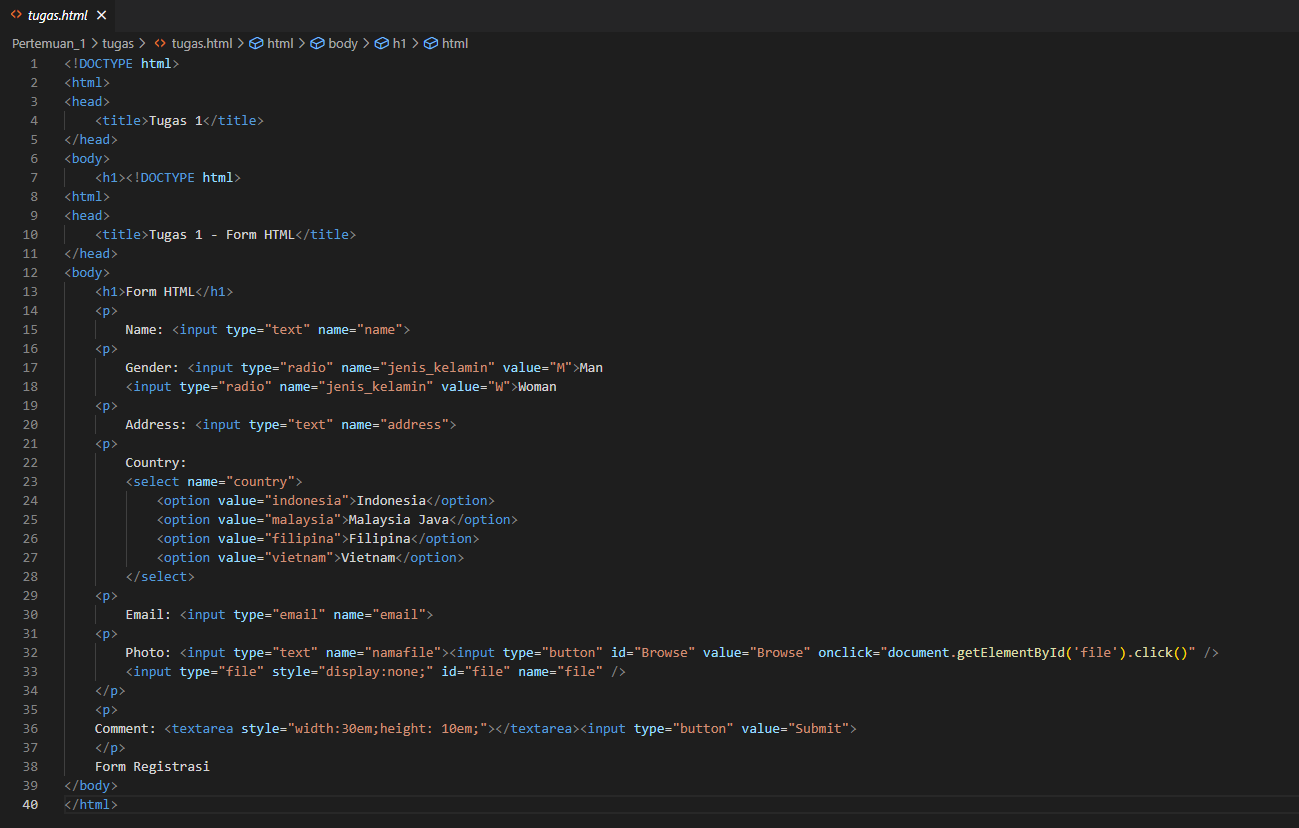 tugas.html
Pertemuan_1 > tugas > tugas.html > html > body > h1 > html
1 <!DOCTYPE html>
2 <html>
3 <head>
4     <title>Tugas 1</title>
5 </head>
6 <body>
7     <h1><!DOCTYPE html>
8 <html>
9 <head>
10     <title>Tugas 1 - Form HTML</title>
11 </head>
12 <body>
13     <h1>Form HTML</h1>
14     <p>
15         Name: <input type="text" name="name">
16     <p>
17         Gender: <input type="radio" name="jenis_kelamin" value="M">Man
18         <input type="radio" name="jenis_kelamin" value="W">Woman
19     <p>
20         Address: <input type="text" name="address">
21     <p>
22         Country:
23         <select name="country">
24             <option value="indonesia">Indonesia</option>
25             <option value="malaysia">Malaysia Java</option>
26             <option value="filipina">Filipina</option>
27             <option value="vietnam">Vietnam</option>
28         </select>
29     <p>
30         Email: <input type="email" name="email">
31     <p>
32         Photo: <input type="text" name="namafile"><input type="button" id="Browse" value="Browse" onclick="document.getElementById('file').click()" />
33         <input type="file" style="display:none;" id="file" name="file" />
34     </p>
35     <p>
36     Comment: <textarea style="width:30em;height: 10em;"></textarea><input type="button" value="Submit">
37     </p>
38     Form Registrasi
39 </body>
40 </html>